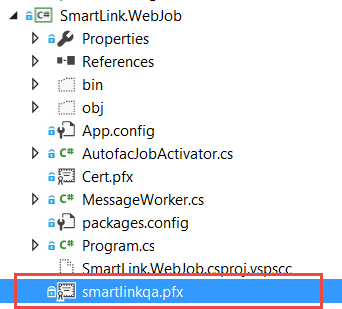 SmartLink.WebJob
Properties
References
bin
obj
App.config
C# AutofacJobActivator.cs
Cert.pfx
C# MessageWorker.cs
packages.config
C# Program.cs
SmartLink.WebJob.csproj.vspscc
smartlinkqa.pfx